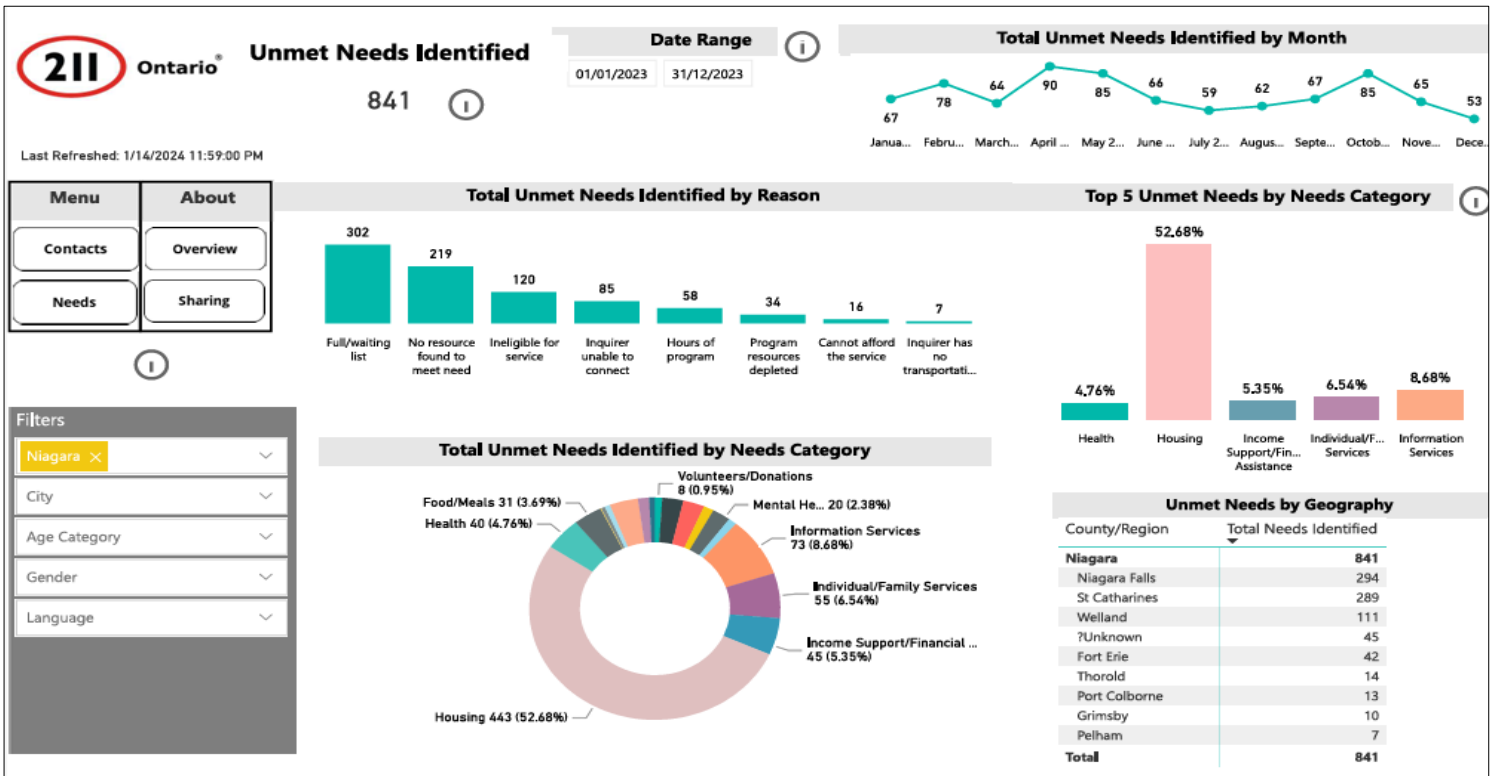 211 Ontario®
Unmet Needs Identified
841
Date Range
01/01/2023 31/12/2023
Last Refreshed: 1/14/2024 11:59:00 PM
Total Unmet Needs Identified by Month
67 78 64 90 85 66 59 62 67 85 65 53
Janua... Febru... March... April ... May 2... June ... July 2... Augus... Septe... Octob... Nove... Dece...
Menu About
Contacts Overview
Needs Sharing
Filters
Niagara ×
City
Age Category
Gender
Language
Total Unmet Needs Identified by Reason
302 219 120 85 58 34 16 7
Full/waiting list
No resource found to meet need
Ineligible for service
Inquirer unable to connect
Hours of program
Program resources depleted
Cannot afford the service
Inquirer has no transportati...
Top 5 Unmet Needs by Needs Category
4.76% 52.68% 5.35% 6.54% 8.68%
Health
Housing
Income Support/Fin... Assistance
Individual/F... Services
Information Services
Total Unmet Needs Identified by Needs Category
Volunteers/Donations
8 (0.95%)
Food/Meals 31 (3.69%)
Mental He... 20 (2.38%)
Health 40 (4.76%)
Information Services
73 (8.68%)
Individual/Family Services
55 (6.54%)
Income Support/Financial ...
45 (5.35%)
Housing 443 (52.68%)
Unmet Needs by Geography
County/Region Total Needs Identified
Niagara 841
Niagara Falls 294
St Catharines 289
Welland 111
?Unknown 45
Fort Erie 42
Thorold 14
Port Colborne 13
Grimsby 10
Pelham 7
Total 841